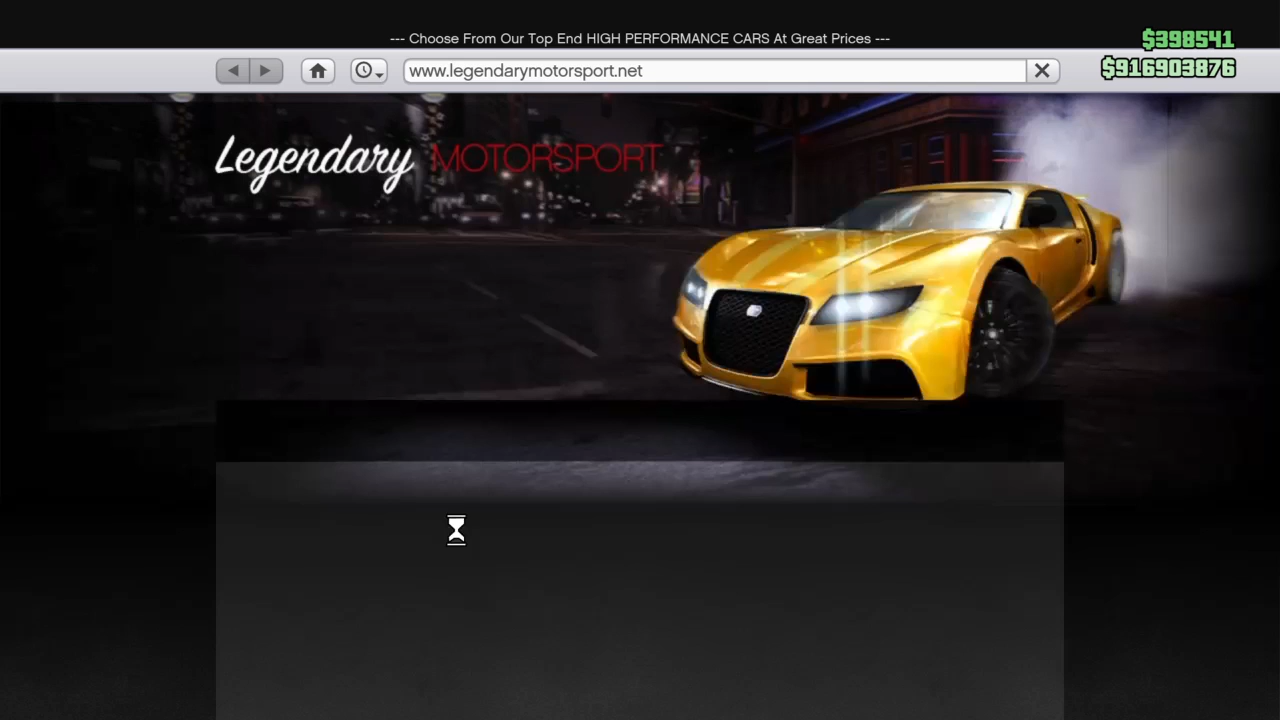 --- Choose From Our Top End HIGH PERFORMANCE CARS At Great Prices ---
$398541
www.legendarymotorsport.net
$916903876
Legendary MOTORSPORT